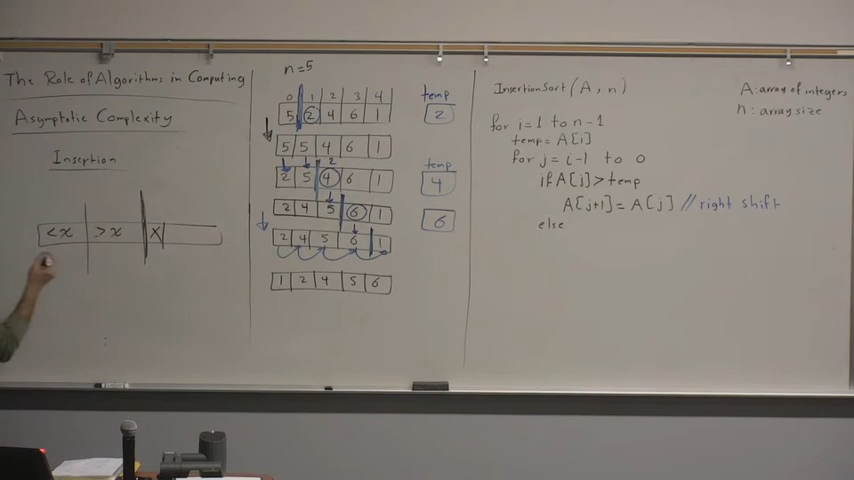 The Role of Algorithms in Computing
Asymptotic Complexity
Insertion
<x >x x
n=5
0 1 2 3 4
5 2 4 6 1
5 5 4 6 1
2
2 5 4 6 1
2 4 5 6 1
2 4 5 6 1
1 2 4 5 6
temp
2
temp
4
6
InsertionSort (A, n)
for i=1 to n-1
temp= A[i]
for j= i-1 to 0
if A[j]>temp
A[j+1]= A[j] //right shift
else
A: array of integers
n: array size